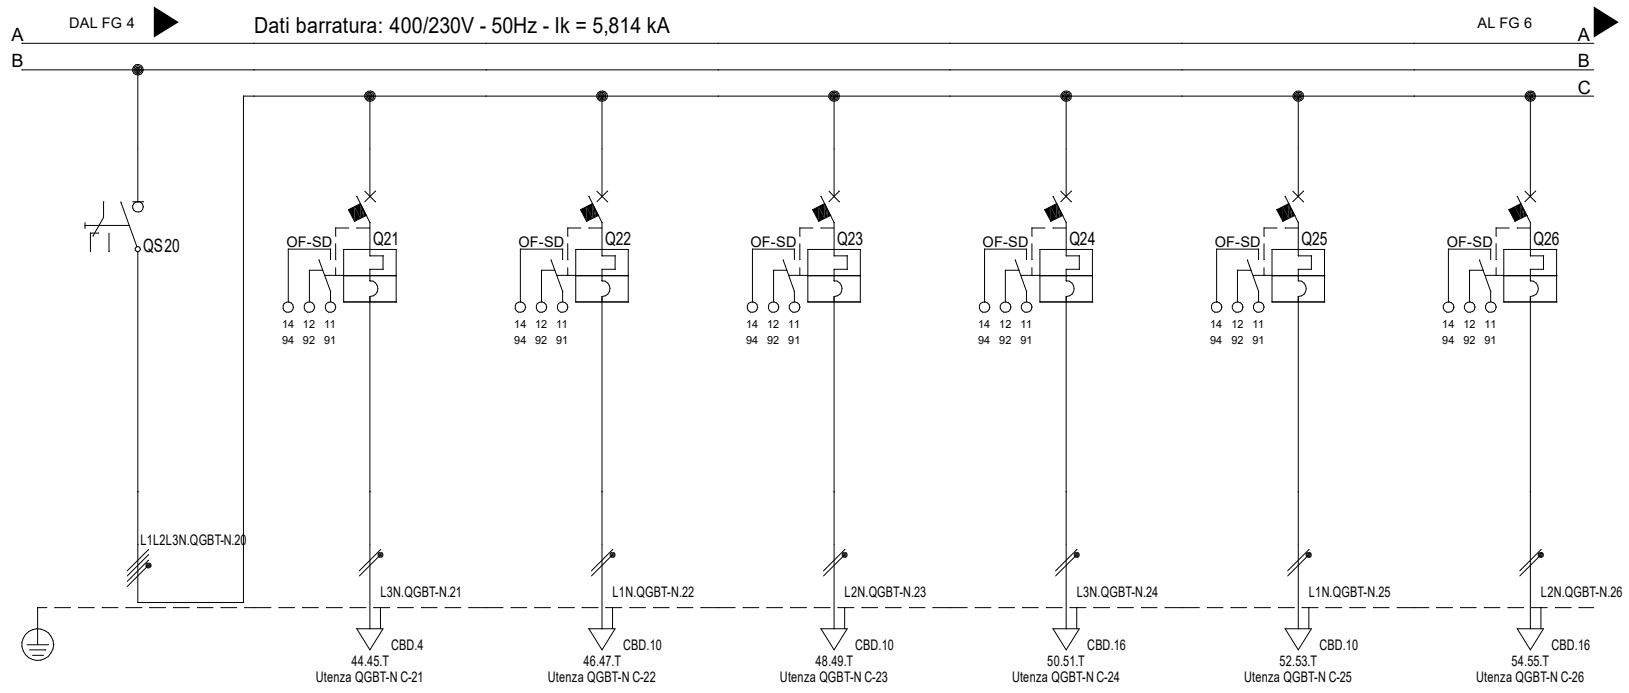 DAL FG 4
Dati barratura: 400/230V - 50Hz - Ik = 5,814 kA
AL FG 6
A A
B B
C
QS20
OF-SD Q21
OF-SD Q22
OF-SD Q23
OF-SD Q24
OF-SD Q25
OF-SD Q26
14 12 11
94 92 91
14 12 11
94 92 91
14 12 11
94 92 91
14 12 11
94 92 91
14 12 11
94 92 91
14 12 11
94 92 91
L1L2L3N.QGBT-N.20
L3N.QGBT-N.21
L1N.QGBT-N.22
L2N.QGBT-N.23
L3N.QGBT-N.24
L1N.QGBT-N.25
L2N.QGBT-N.26
CBD.4
44.45.T
Utenza QGBT-N C-21
CBD.10
46.47.T
Utenza QGBT-N C-22
CBD.10
48.49.T
Utenza QGBT-N C-23
CBD.16
50.51.T
Utenza QGBT-N C-24
CBD.10
52.53.T
Utenza QGBT-N C-25
CBD.16
54.55.T
Utenza QGBT-N C-26